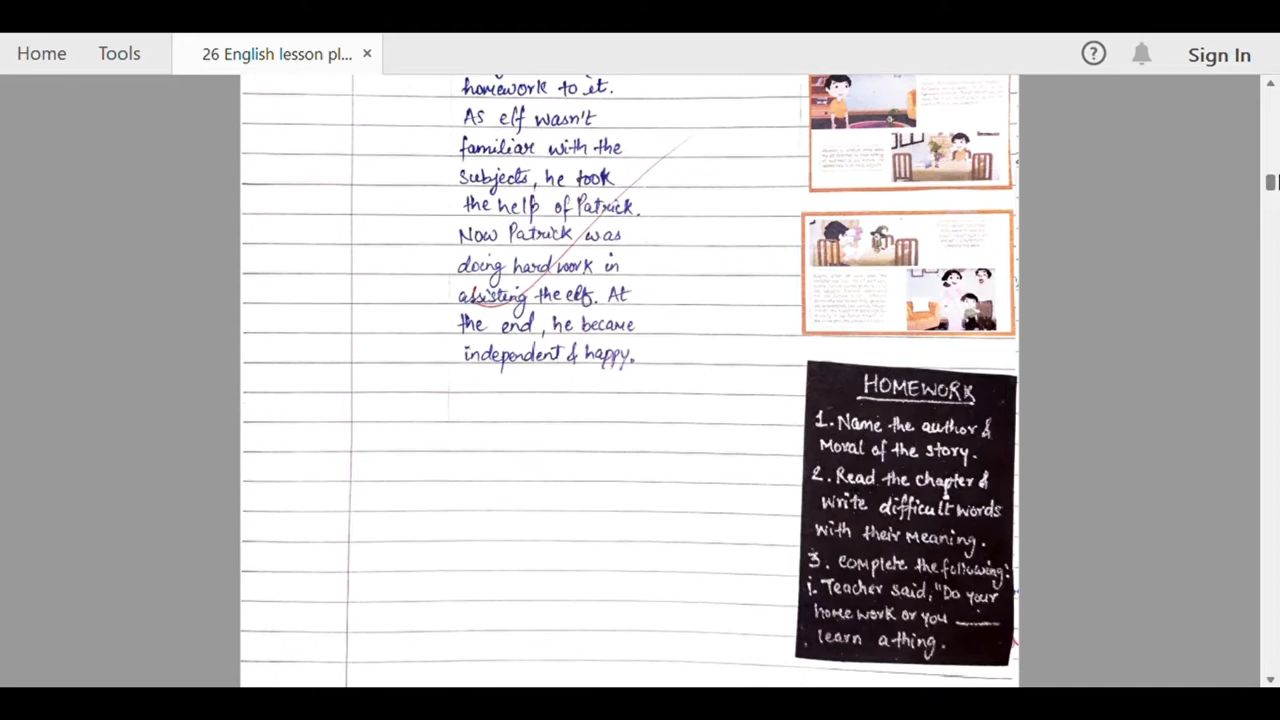 Home
Tools
26 English lesson pl...
Sign In
homework to it.
As elf wasn't
familiar with the
subjects, he took
the help of Patrick.
Now Patrick was
doing hard work in
assisting the elf. At
the end, he became
independent & happy.
HOMEWORK
1. Name the author &
Moral of the story.
2. Read the chapter &
write difficult words
with their meaning.
3. complete the following:
i. Teacher said, "Do your
home work or you ____
learn a thing.